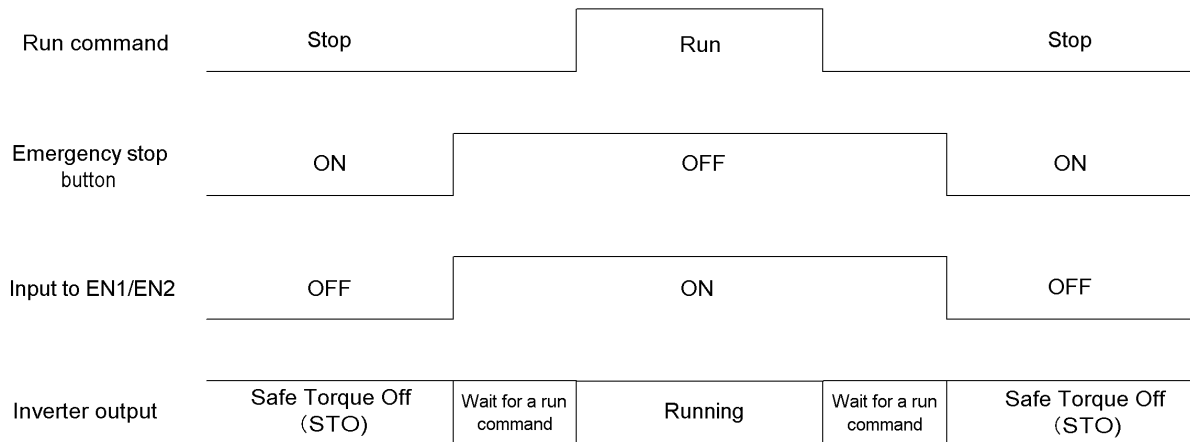 Run command
Stop
Run
Stop
Emergency stop
button
ON
OFF
ON
Input to EN1/EN2
OFF
ON
OFF
Inverter output
Safe Torque Off
(STO)
Wait for a run
command
Running
Wait for a run
command
Safe Torque Off
(STO)